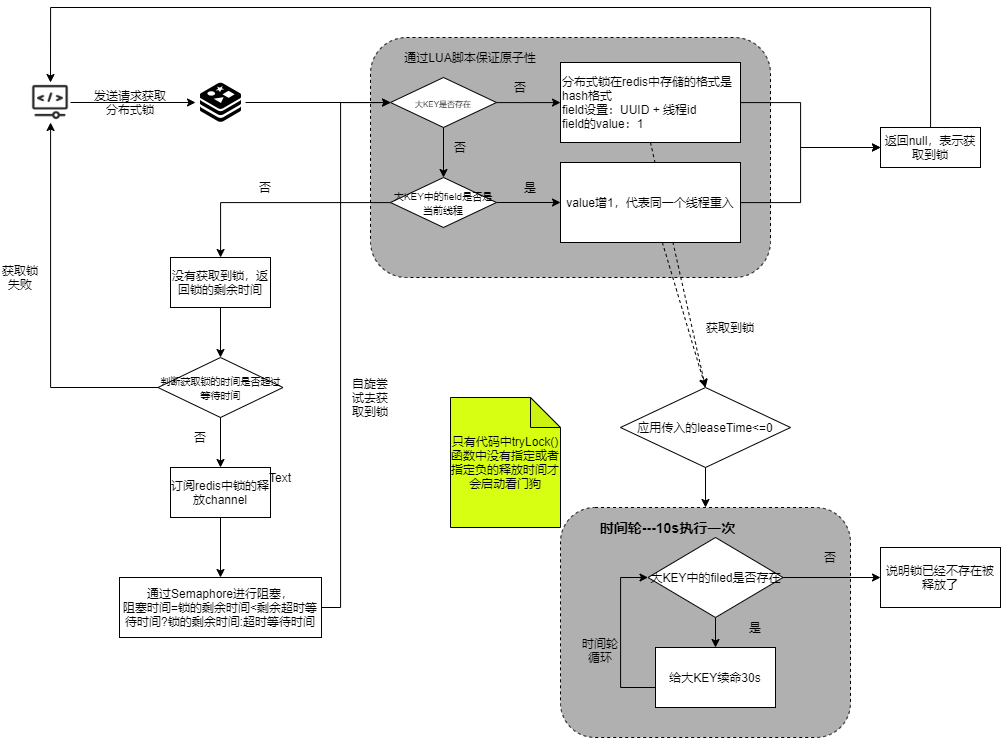 通过LUA脚本保证原子性
发送请求获取
分布式锁
大KEY是否存在
否
分布式锁在redis中存储的格式是
hash格式
field设置：UUID + 线程id
field的value：1
返回null，表示获
取到锁
否
否
大KEY中的field是否是
当前线程
是
value增1，代表同一个线程重入
获取锁
失败
没有获取到锁，返
回锁的剩余时间
获取到锁
判断获取锁的时间是否超过
等待时间
自旋尝
试去获
取到锁
否
只有代码中tryLock()
函数中没有指定或者
指定负的释放时间才
会启动看门狗
应用传入的leaseTime<=0
Text
订阅redis中锁的释
放channel
时间轮---10s执行一次
大KEY中的filed是否存在
否
说明锁已经不存在被
释放了
通过Semaphore进行阻塞，
阻塞时间=锁的剩余时间<剩余超时等
待时间?锁的剩余时间:超时等待时间
是
时间轮
循环
给大KEY续命30s